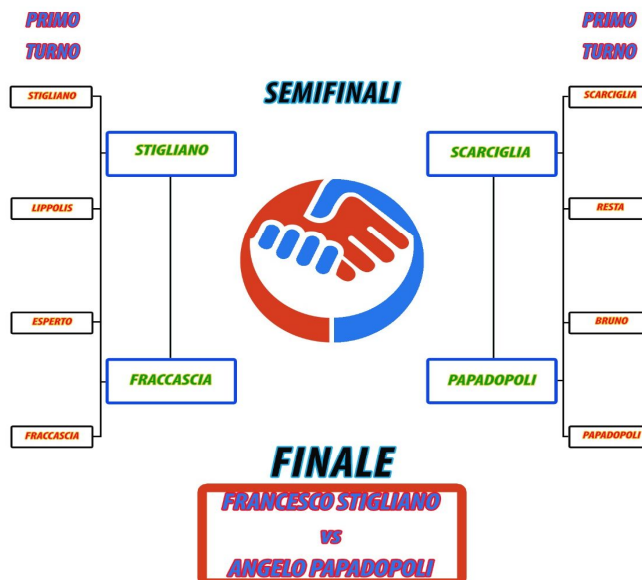 PRIMO
TURNO
PRIMO
TURNO
SEMIFINALI
STIGLIANO
SCARCIGLIA
STIGLIANO
SCARCIGLIA
LIPPOLIS
RESTA
ESPERTO
BRUNO
FRACCASCIA
PAPADOPOLI
FRACCASCIA
PAPADOPOLI
FINALE
FRANCESCO STIGLIANO
vs
ANGELO PAPADOPOLI